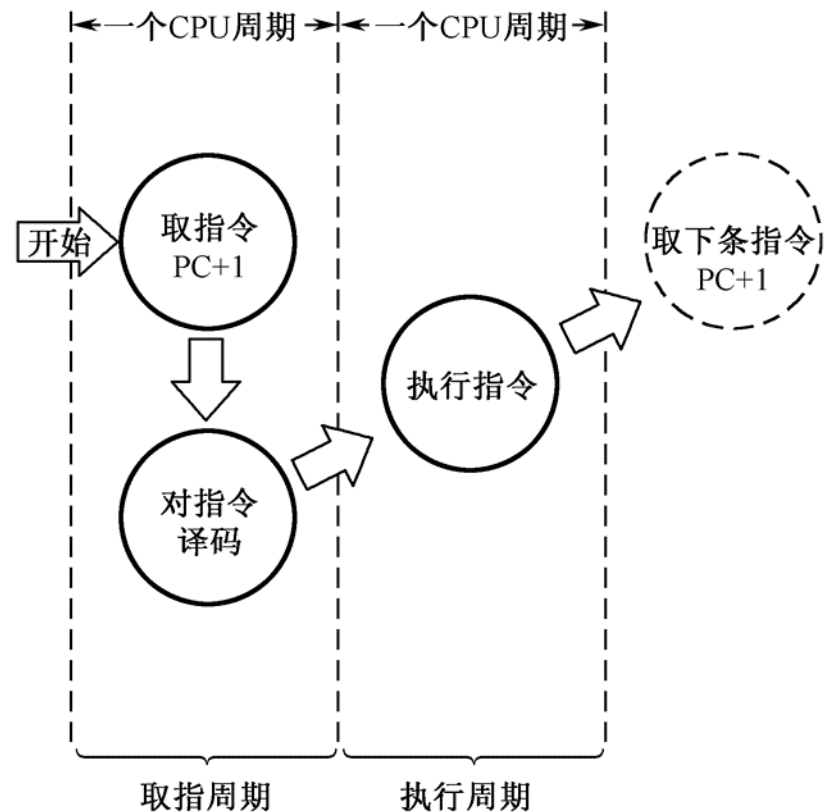 一个CPU周期
一个CPU周期
开始
取指令
PC+1
取下条指令
PC+1
执行指令
对指令
译码
取指周期
执行周期